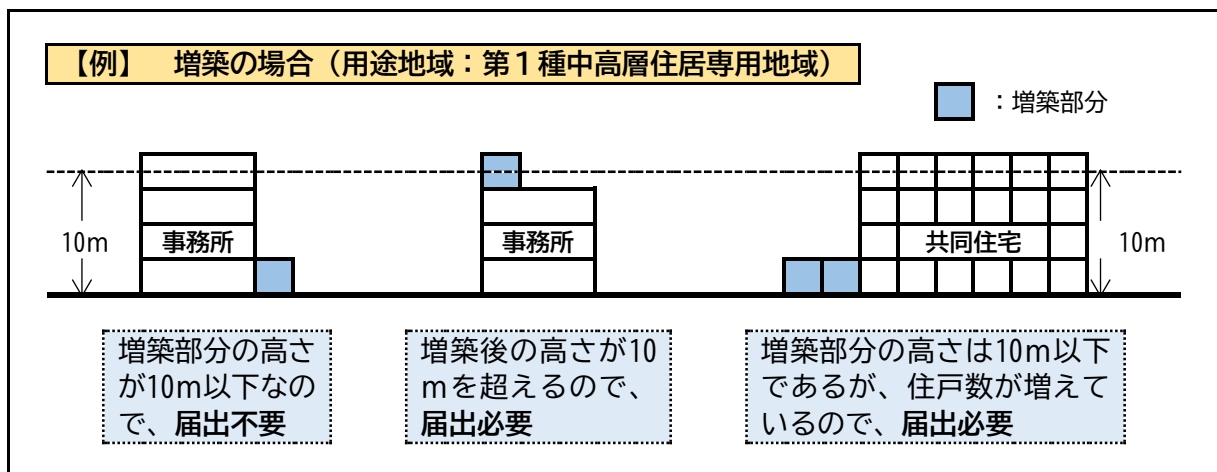 【例】 増築の場合（用途地域：第１種中高層住居専用地域）
：増築部分
10m
事務所
事務所
共同住宅
10m
増築部分の高さ
が10m以下なの
で、届出不要
増築後の高さが10
ｍを超えるので、
届出必要
増築部分の高さは10m以下
であるが、住戸数が増えて
いるので、届出必要